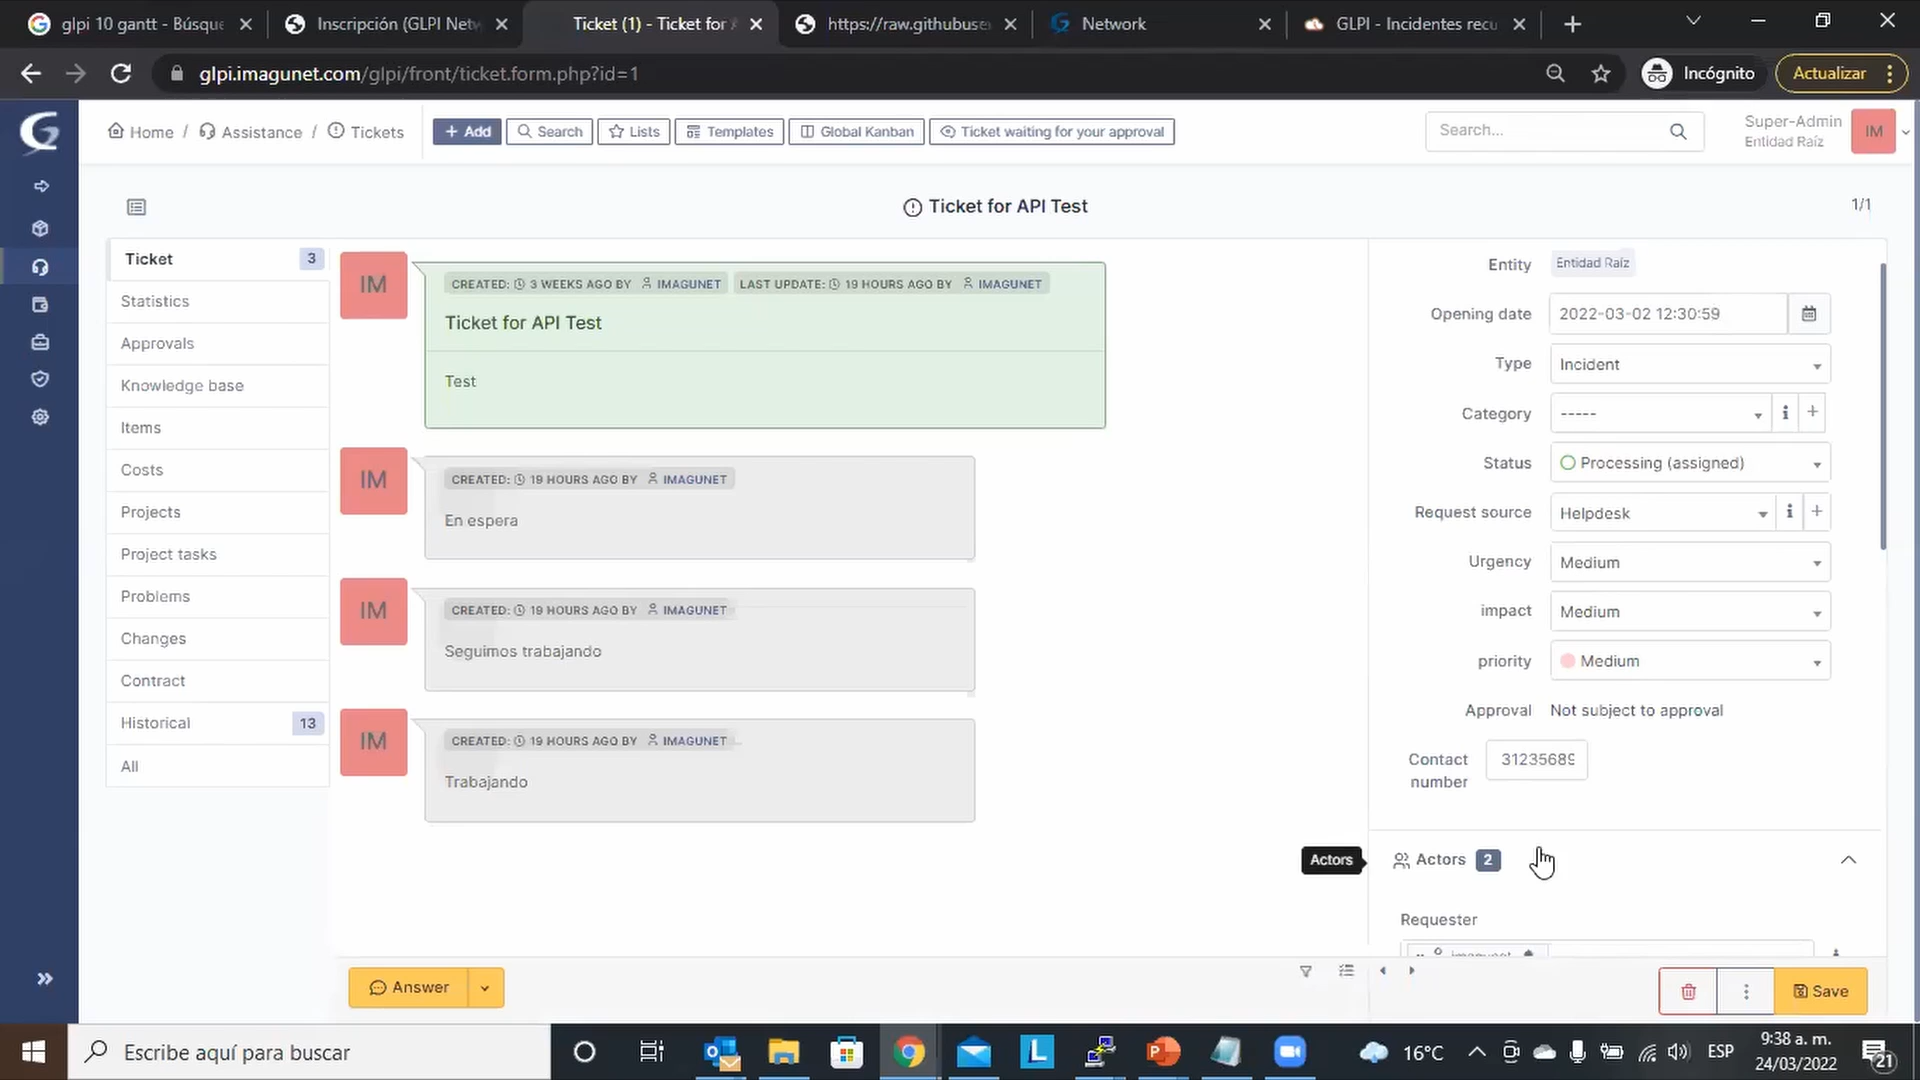 glpi 10 gantt - Búsque
Inscripción (GLPI Netw
Ticket (1) - Ticket for A
https://raw.githubuse
Network
GLPI - Incidentes recu
glpi.imagunet.com/glpi/front/ticket.form.php?id=1
Incógnito
Actualizar
Home / Assistance / Tickets
+ Add
Search
Lists
Templates
Global Kanban
Ticket waiting for your approval
Search...
Super-Admin
Entidad Raíz
IM
Ticket for API Test
1/1
Ticket 3
Statistics
Approvals
Knowledge base
Items
Costs
Projects
Project tasks
Problems
Changes
Contract
Historical 13
All
IM
CREATED: 3 WEEKS AGO BY IMAGUNET LAST UPDATE: 19 HOURS AGO BY IMAGUNET
Ticket for API Test
Test
IM
CREATED: 19 HOURS AGO BY IMAGUNET
En espera
IM
CREATED: 19 HOURS AGO BY IMAGUNET
Seguimos trabajando
IM
CREATED: 19 HOURS AGO BY IMAGUNET
Trabajando
Entity Entidad Raíz
Opening date 2022-03-02 12:30:59
Type Incident
Category -----
Status Processing (assigned)
Request source Helpdesk
Urgency Medium
impact Medium
priority Medium
Approval Not subject to approval
Contact number 31235689
Actors
Actors 2
Requester
Answer
Save
Escribe aquí para buscar
16°C
ESP
9:38 a. m.
24/03/2022
21